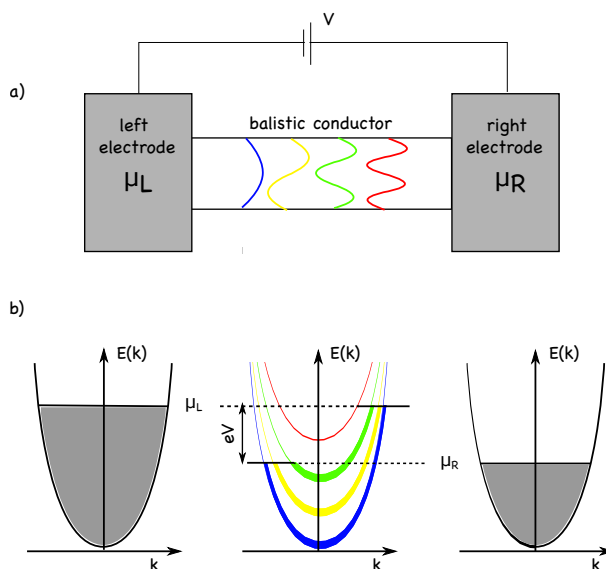 V
a)
left
electrode
μL
balistic conductor
right
electrode
μR
b)
E(k)
k
μL
eV
E(k)
k
μR
E(k)
k